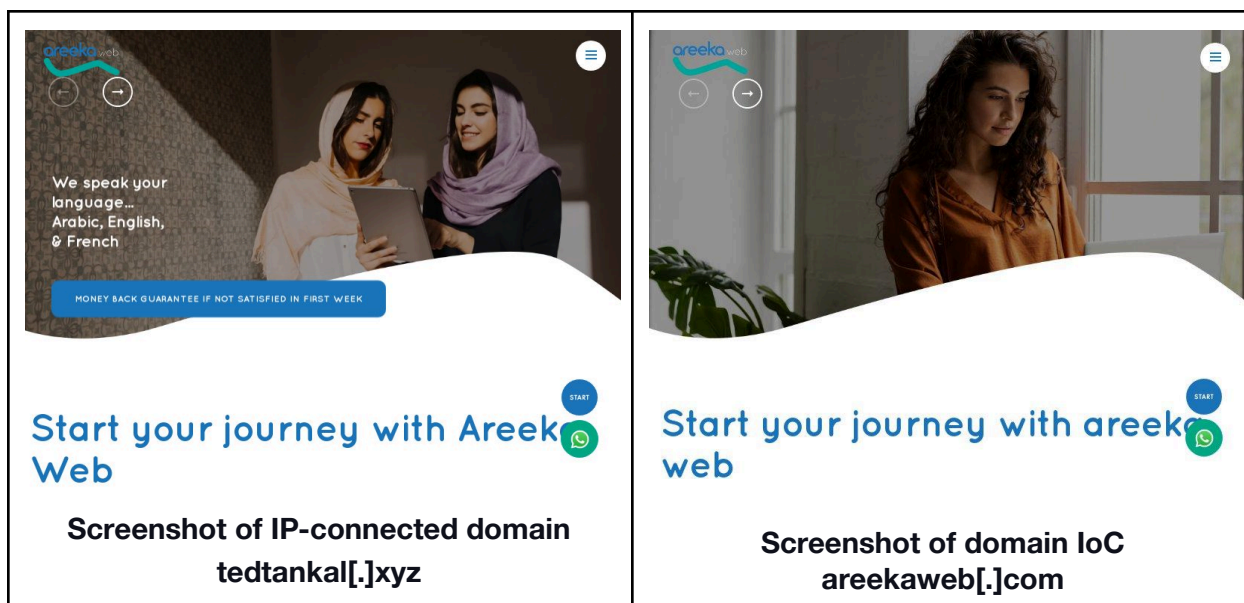 areeka web
We speak your
language...
Arabic, English,
& French
MONEY BACK GUARANTEE IF NOT SATISFIED IN FIRST WEEK
START
Start your journey with Areeka
Web
Screenshot of IP-connected domain
tedtankal[.]xyz
areeka web
START
Start your journey with areeka
web
Screenshot of domain IoC
areekaweb[.]com